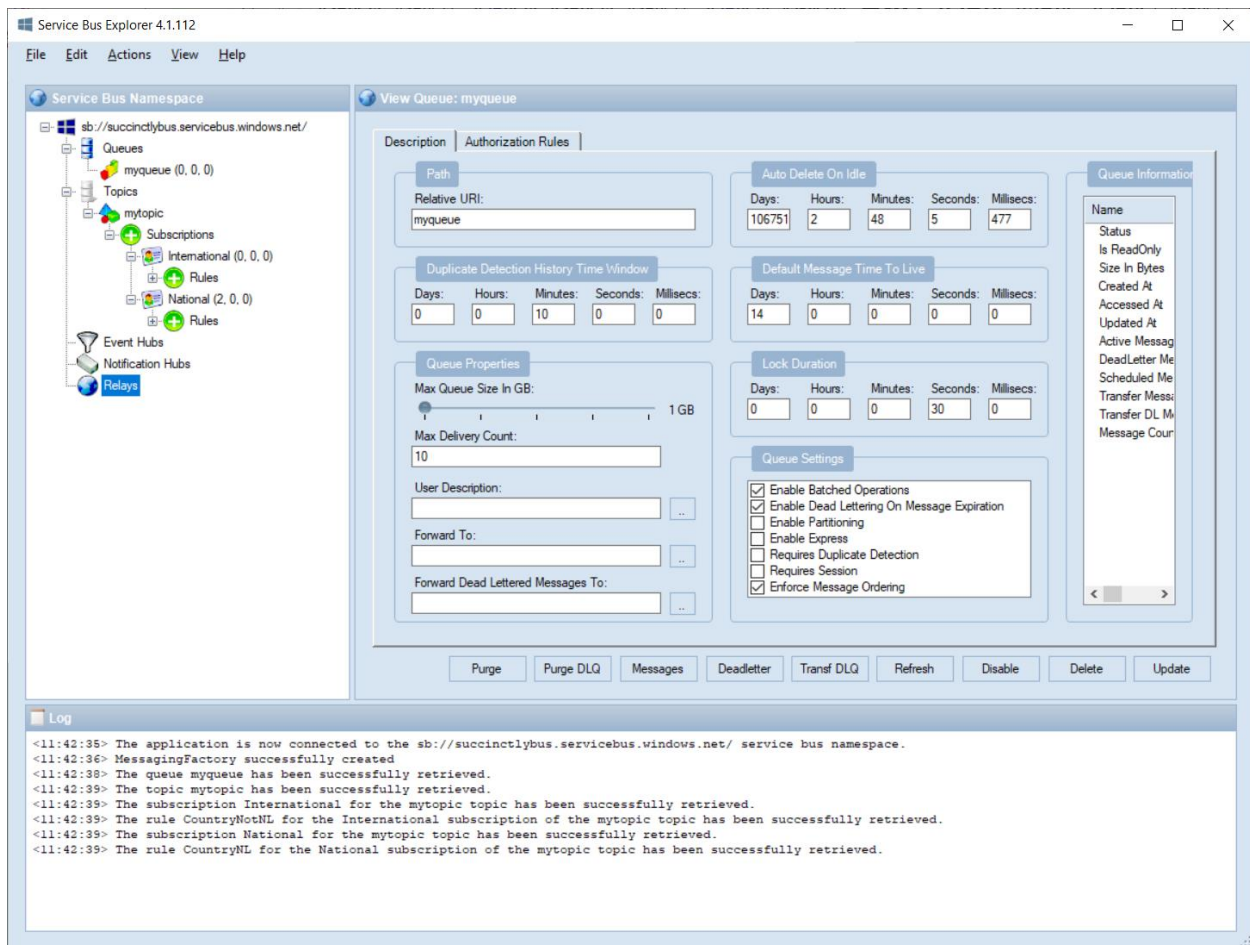 Service Bus Explorer 4.1.112
File Edit Actions View Help
Service Bus Namespace
sb://succinctlybus.servicebus.windows.net/
Queues
myqueue (0, 0, 0)
Topics
mytopic
Subscriptions
International (0, 0, 0)
Rules
National (2, 0, 0)
Rules
Event Hubs
Notification Hubs
Relays
View Queue: myqueue
Description Authorization Rules
Path
Relative URI:
myqueue
Auto Delete On Idle
Days: Hours: Minutes: Seconds: Millisecs:
106751 2 48 5 477
Duplicate Detection History Time Window
Days: Hours: Minutes: Seconds: Millisecs:
0 0 10 0 0
Default Message Time To Live
Days: Hours: Minutes: Seconds: Millisecs:
14 0 0 0 0
Queue Properties
Max Queue Size In GB:
1 GB
Max Delivery Count:
10
User Description:
..
Forward To:
..
Forward Dead Lettered Messages To:
..
Lock Duration
Days: Hours: Minutes: Seconds: Millisecs:
0 0 0 30 0
Queue Settings
Enable Batched Operations
Enable Dead Lettering On Message Expiration
Enable Partitioning
Enable Express
Requires Duplicate Detection
Requires Session
Enforce Message Ordering
Queue Information
Name
Status
Is ReadOnly
Size In Bytes
Created At
Accessed At
Updated At
Active Messag
DeadLetter Me
Scheduled Me
Transfer Messa
Transfer DL M
Message Cour
Purge Purge DLQ Messages Deadletter Transf DLQ Refresh Disable Delete Update
Log
<11:42:35> The application is now connected to the sb://succinctlybus.servicebus.windows.net/ service bus namespace.
<11:42:36> MessagingFactory successfully created
<11:42:38> The queue myqueue has been successfully retrieved.
<11:42:39> The topic mytopic has been successfully retrieved.
<11:42:39> The subscription International for the mytopic topic has been successfully retrieved.
<11:42:39> The rule CountryNotNL for the International subscription of the mytopic topic has been successfully retrieved.
<11:42:39> The subscription National for the mytopic topic has been successfully retrieved.
<11:42:39> The rule CountryNL for the National subscription of the mytopic topic has been successfully retrieved.